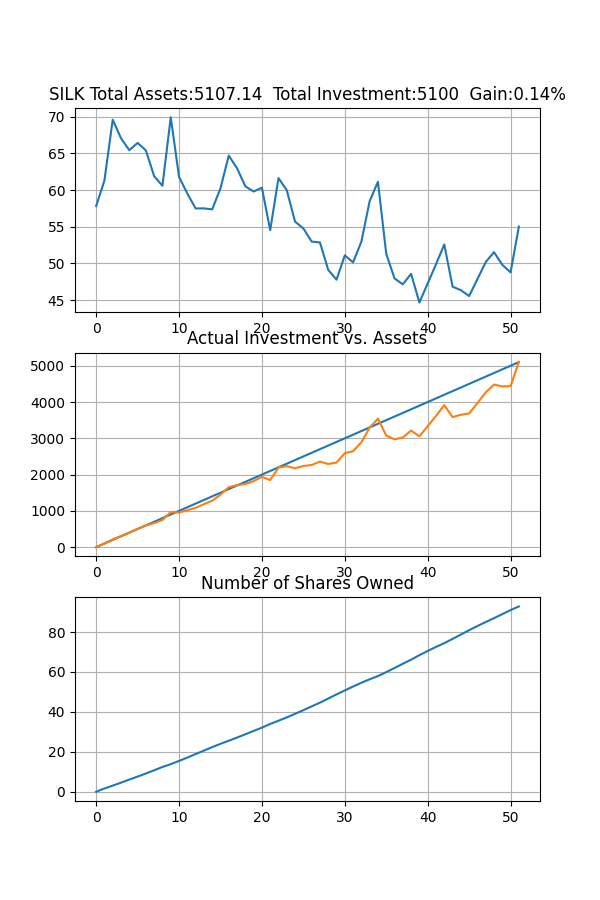 SILK Total Assets:5107.14  Total Investment:5100  Gain:0.14%
70
65
60
55
50
45
0 10 20 30 40 50
Actual Investment vs. Assets
5000
4000
3000
2000
1000
0
0 10 20 30 40 50
Number of Shares Owned
80
60
40
20
0
0 10 20 30 40 50